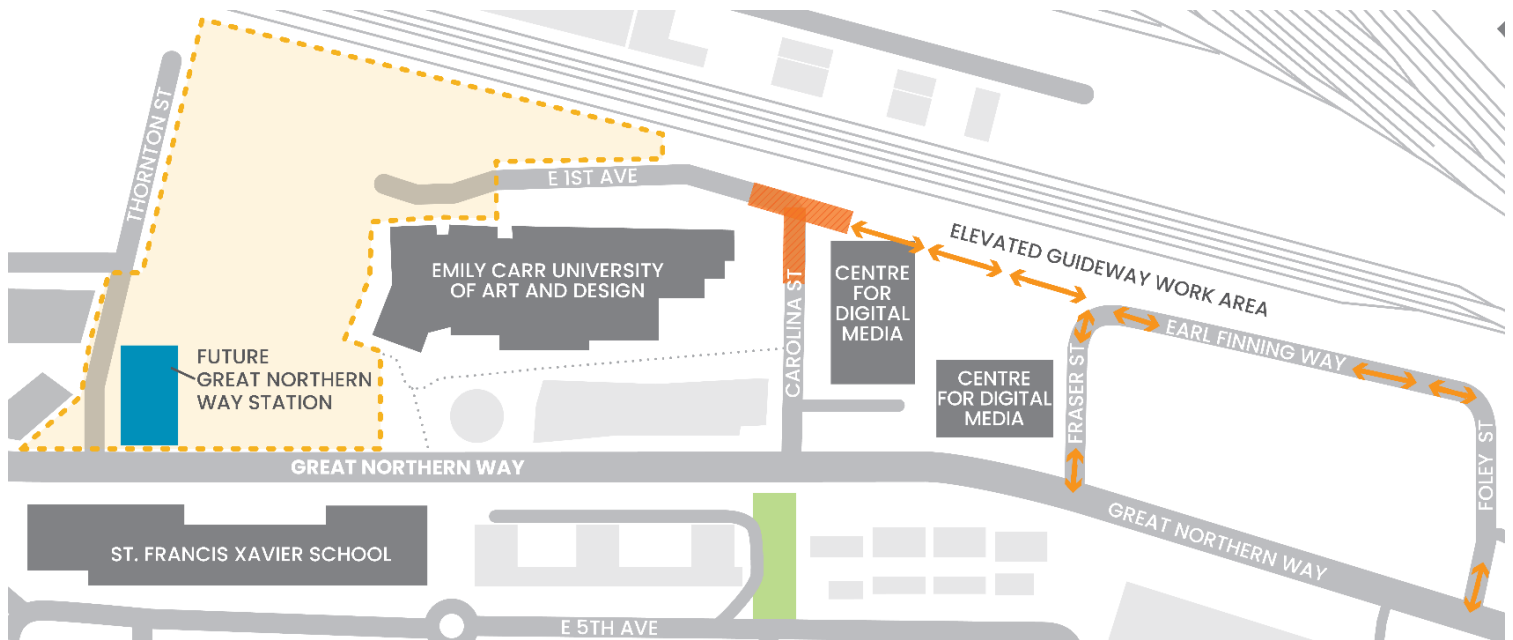 THORNTON ST
E 1ST AVE
ELEVATED GUIDEWAY WORK AREA
EMILY CARR UNIVERSITY
OF ART AND DESIGN
CAROLINA ST
CENTRE
FOR
DIGITAL
MEDIA
EARL FINNING WAY
FUTURE
GREAT NORTHERN
WAY STATION
CENTRE
FOR DIGITAL
MEDIA
FRASER ST
FOLEY ST
GREAT NORTHERN WAY
GREAT NORTHERN WAY
ST. FRANCIS XAVIER SCHOOL
E 5TH AVE